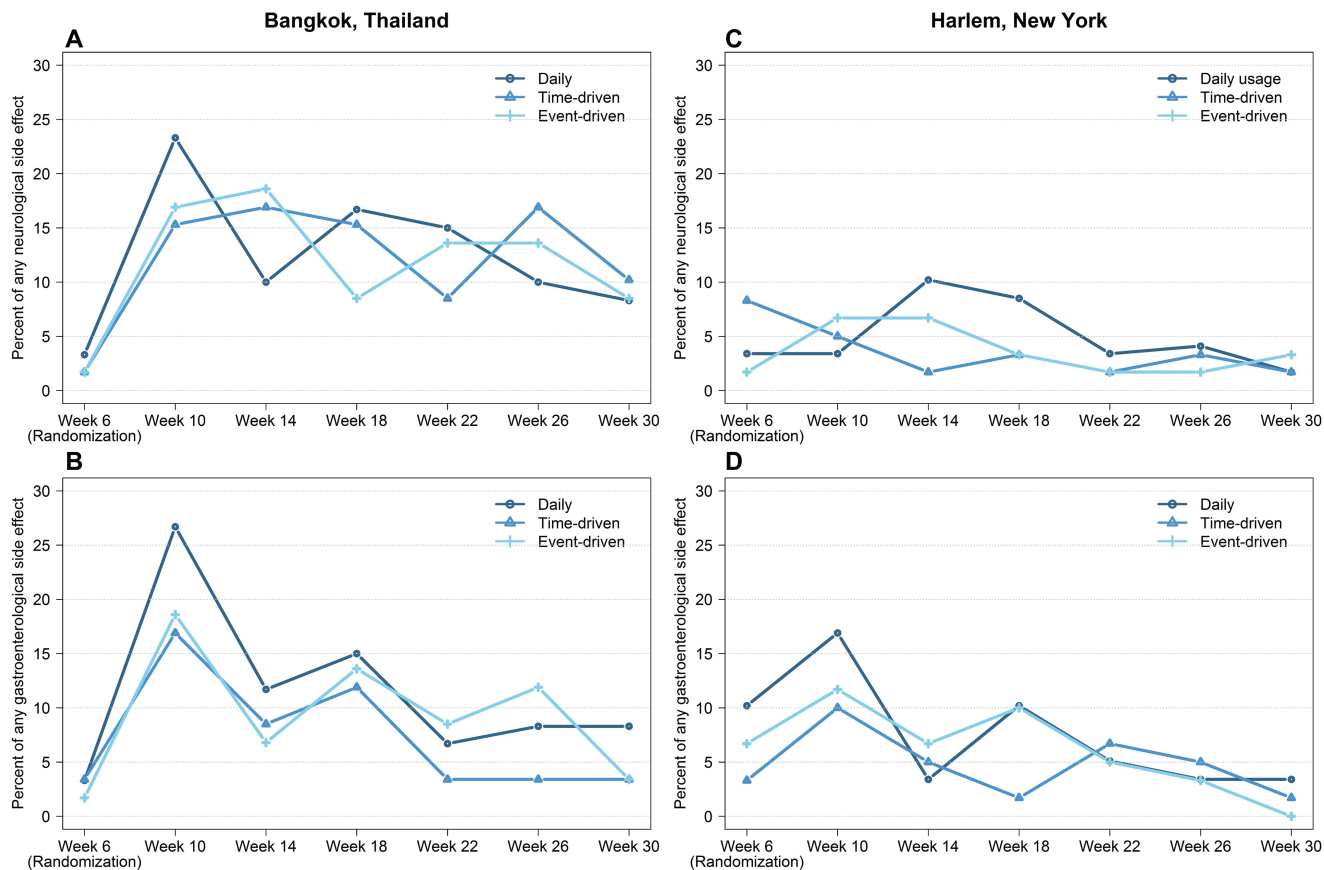 Bangkok, Thailand
A
Percent of any neurological side effect
30
25
20
15
10
5
0
Daily
Time-driven
Event-driven
Week 6 Week 10 Week 14 Week 18 Week 22 Week 26 Week 30
(Randomization)
Harlem, New York
C
Percent of any neurological side effect
30
25
20
15
10
5
0
Daily usage
Time-driven
Event-driven
Week 6 Week 10 Week 14 Week 18 Week 22 Week 26 Week 30
(Randomization)
B
Percent of any gastroenterological side effect
30
25
20
15
10
5
0
Daily
Time-driven
Event-driven
Week 6 Week 10 Week 14 Week 18 Week 22 Week 26 Week 30
(Randomization)
D
Percent of any gastroenterological side effect
30
25
20
15
10
5
0
Daily
Time-driven
Event-driven
Week 6 Week 10 Week 14 Week 18 Week 22 Week 26 Week 30
(Randomization)